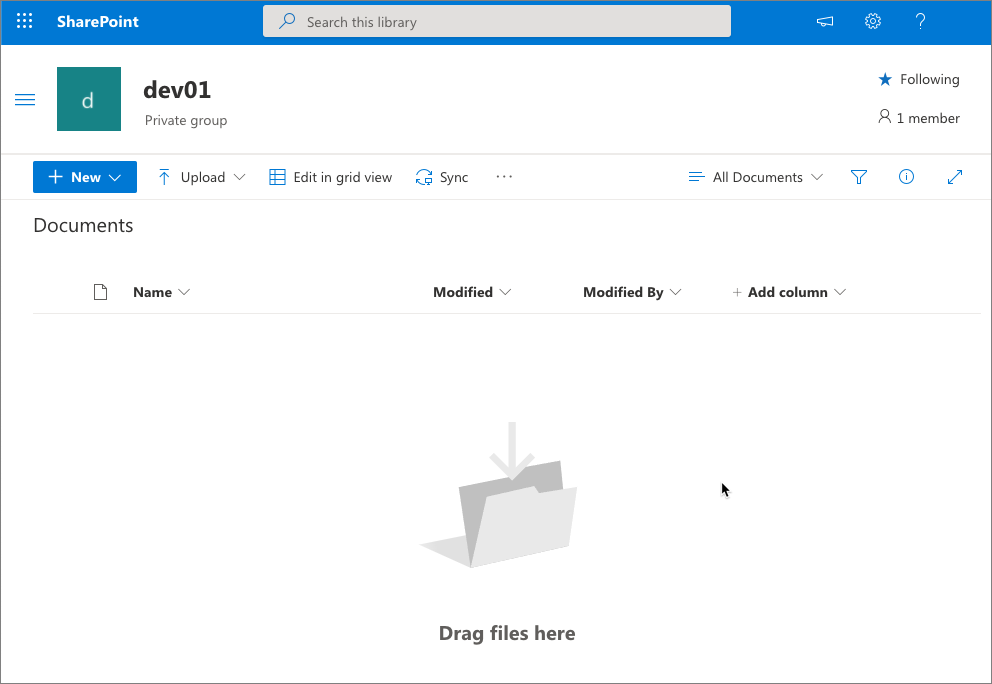 SharePoint
Search this library
?
d
dev01
Private group
Following
1 member
+ New
Upload
Edit in grid view
Sync
...
All Documents
Documents
Name
Modified
Modified By
+ Add column
Drag files here